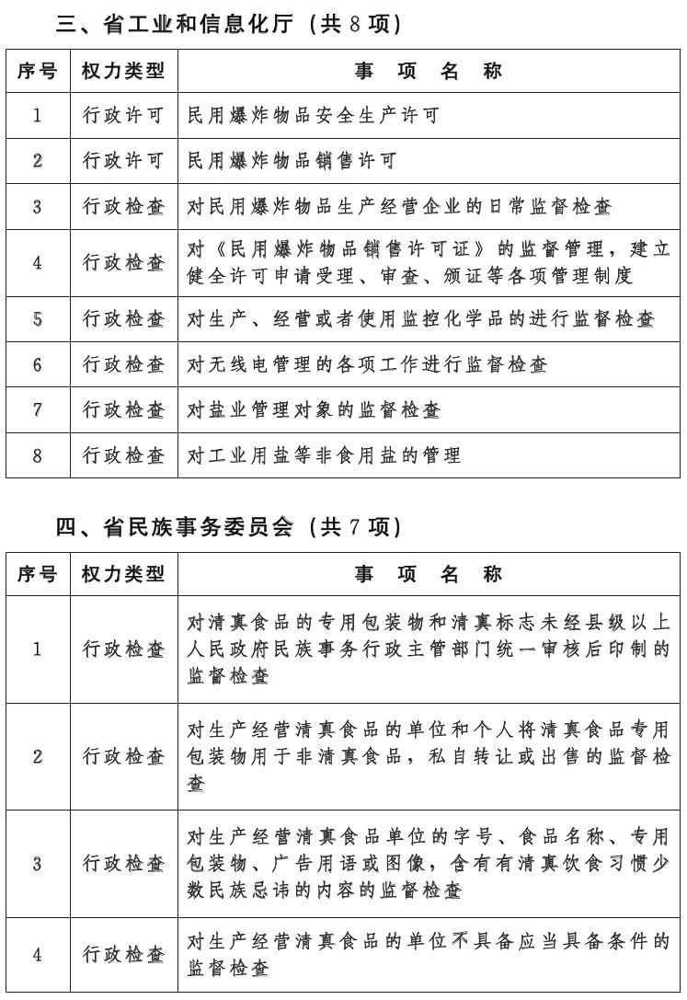 三、省工业和信息化厅（共 8 项）
序号 权力类型 事 项 名 称
1 行政许可 民用爆炸物品安全生产许可
2 行政许可 民用爆炸物品销售许可
3 行政检查 对民用爆炸物品生产经营企业的日常监督检查
4 行政检查 对《民用爆炸物品销售许可证》的监督管理，建立
健全许可申请受理、审查、颁证等各项管理制度
5 行政检查 对生产、经营或者使用监控化学品的进行监督检查
6 行政检查 对无线电管理的各项工作进行监督检查
7 行政检查 对盐业管理对象的监督检查
8 行政检查 对工业用盐等非食用盐的管理
四、省民族事务委员会（共 7 项）
序号 权力类型 事 项 名 称
1 行政检查 对清真食品的专用包装物和清真标志未经县级以上
人民政府民族事务行政主管部门统一审核后印制的
监督检查
2 行政检查 对生产经营清真食品的单位和个人将清真食品专用
包装物用于非清真食品，私自转让或出售的监督检
查
3 行政检查 对生产经营清真食品单位的字号、食品名称、专用
包装物、广告用语或图像，含有有清真饮食习惯少
数民族忌讳的内容的监督检查
4 行政检查 对生产经营清真食品的单位不具备应当具备条件的
监督检查